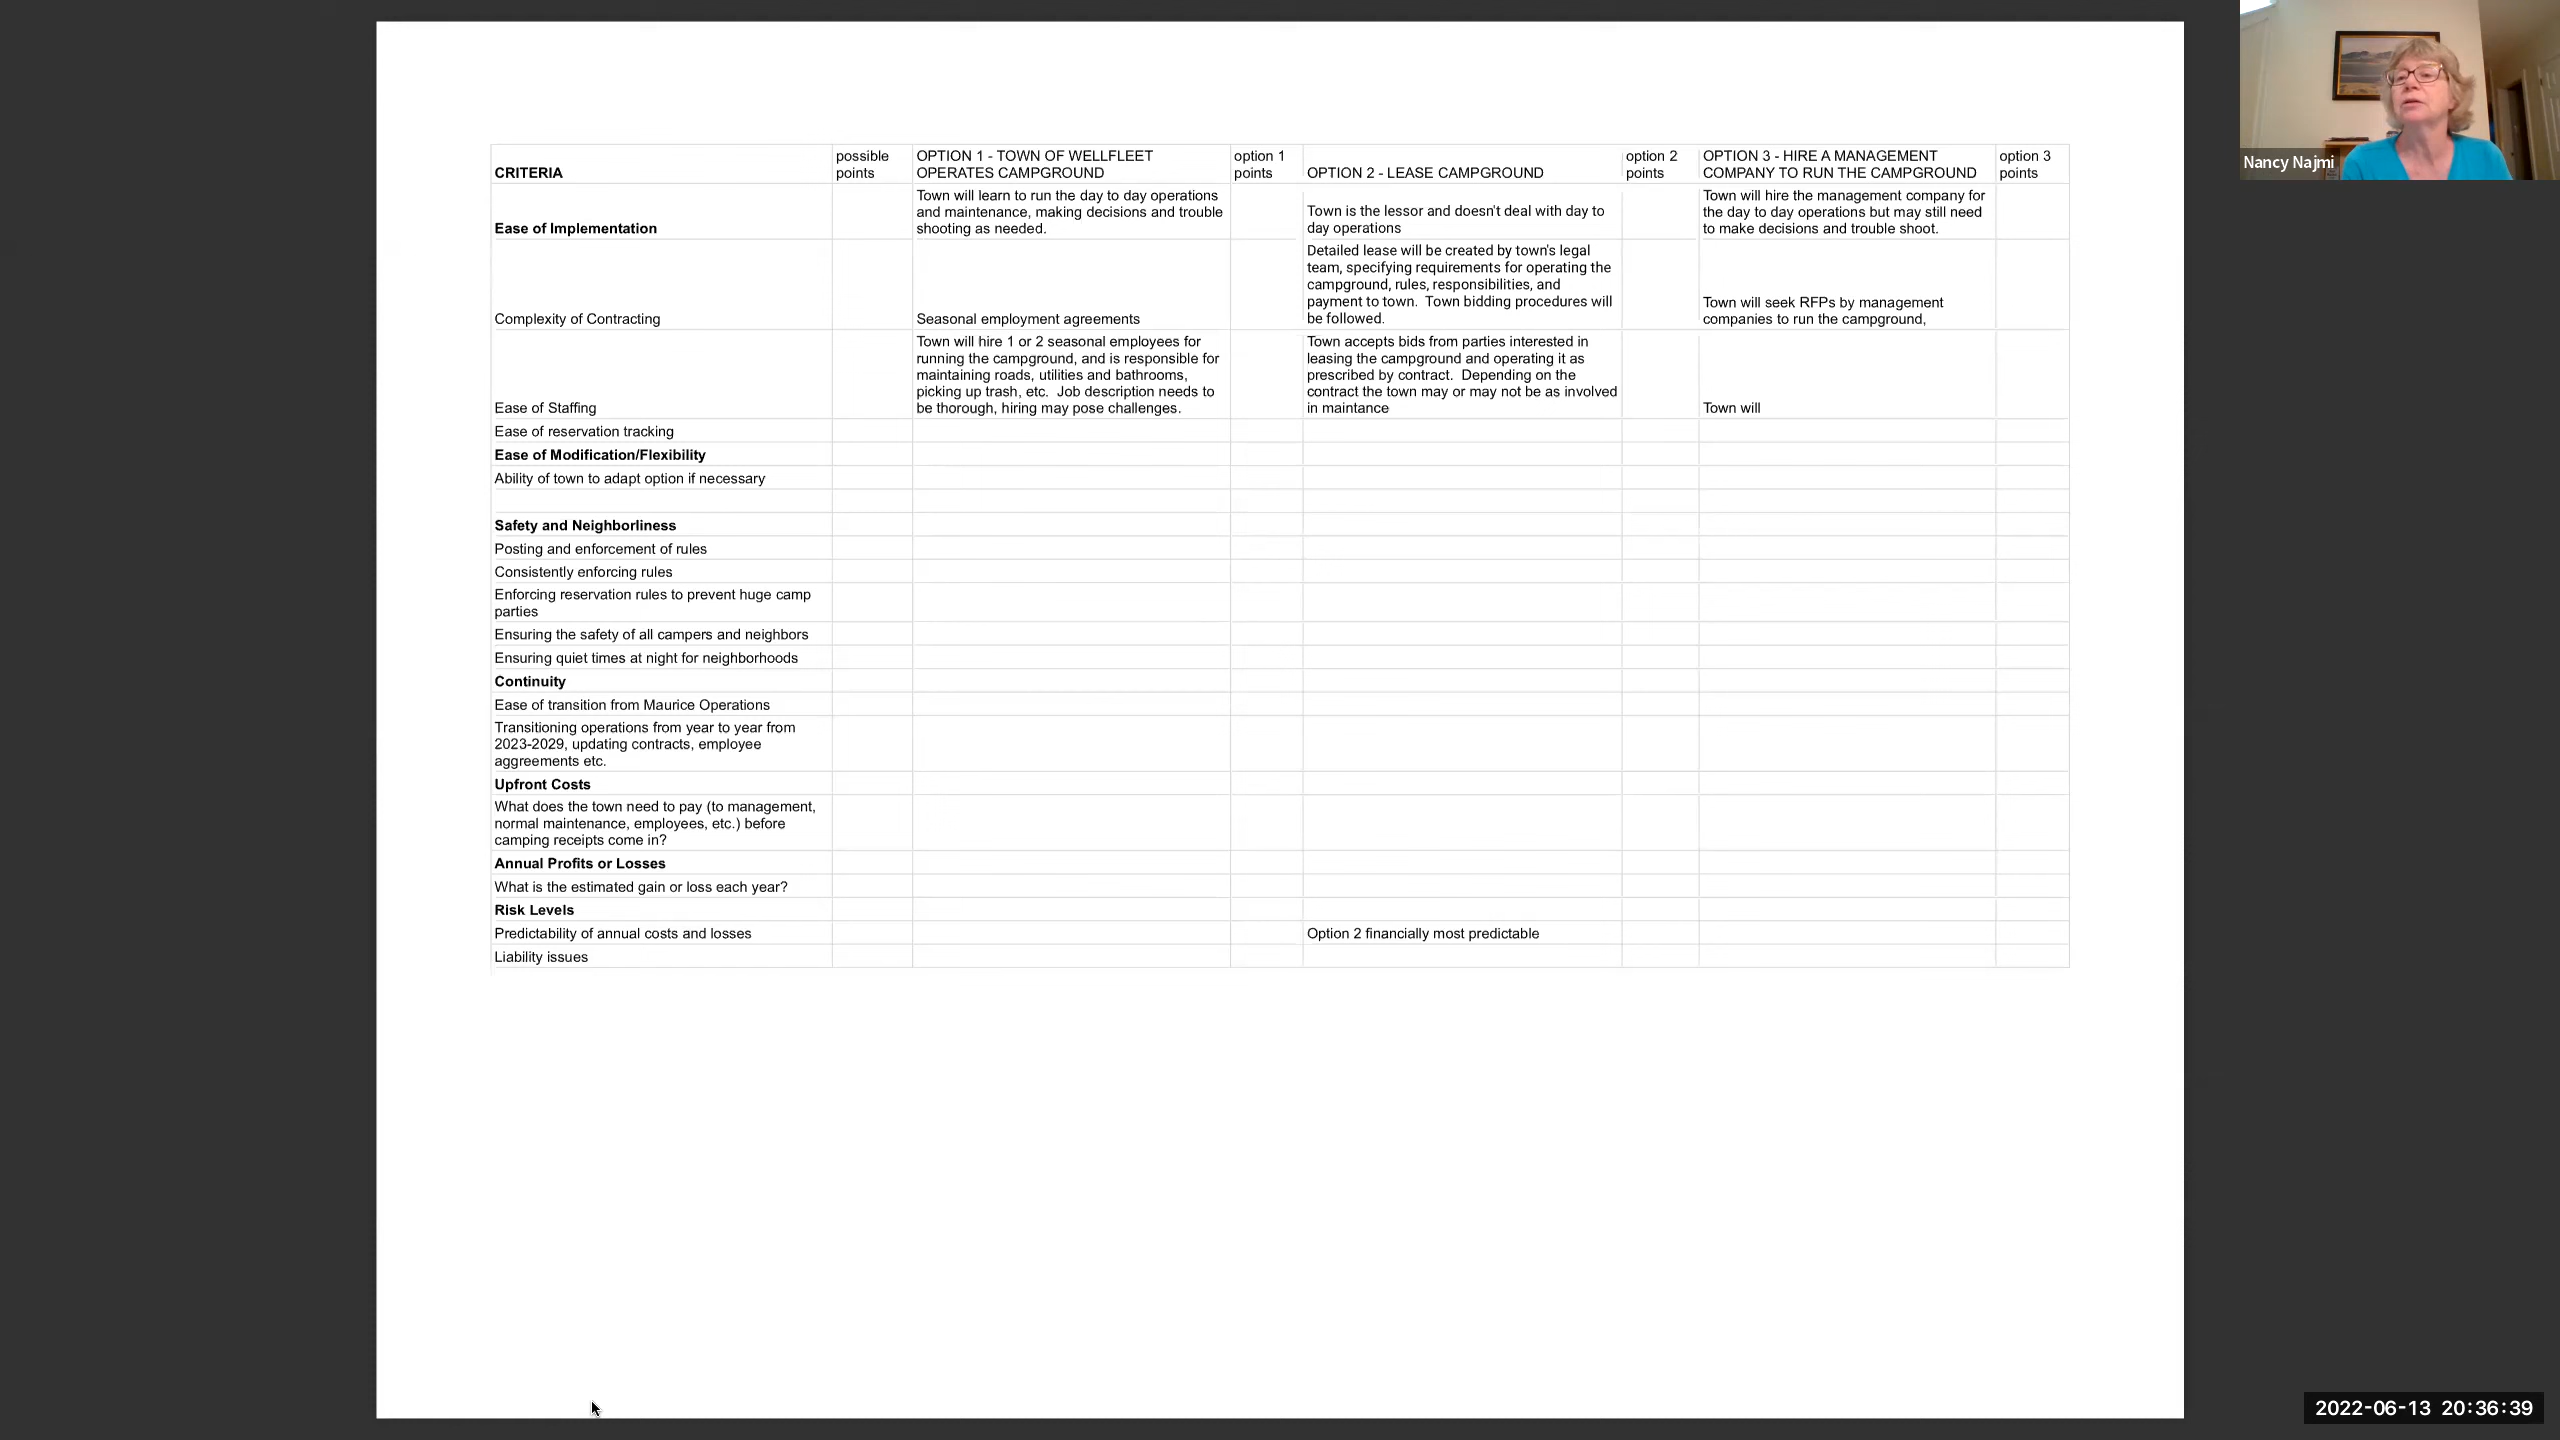 CRITERIA
possible
points
OPTION 1 - TOWN OF WELLFLEET
OPERATES CAMPGROUND
option 1
points
OPTION 2 - LEASE CAMPGROUND
option 2
points
OPTION 3 - HIRE A MANAGEMENT
COMPANY TO RUN THE CAMPGROUND
option 3
points
Ease of Implementation
Town will learn to run the day to day operations
and maintenance, making decisions and trouble
shooting as needed.
Town is the lessor and doesn't deal with day to
day operations
Town will hire the management company for
the day to day operations but may still need
to make decisions and trouble shoot.
Complexity of Contracting
Seasonal employment agreements
Detailed lease will be created by town's legal
team, specifying requirements for operating the
campground, rules, responsibilities, and
payment to town.  Town bidding procedures will
be followed.
Town will seek RFPs by management
companies to run the campground,
Ease of Staffing
Town will hire 1 or 2 seasonal employees for
running the campground, and is responsible for
maintaining roads, utilities and bathrooms,
picking up trash, etc.  Job description needs to
be thorough, hiring may pose challenges.
Town accepts bids from parties interested in
leasing the campground and operating it as
prescribed by contract.  Depending on the
contract the town may or may not be as involved
in maintance
Town will
Ease of reservation tracking
Ease of Modification/Flexibility
Ability of town to adapt option if necessary
Safety and Neighborliness
Posting and enforcement of rules
Consistently enforcing rules
Enforcing reservation rules to prevent huge camp
parties
Ensuring the safety of all campers and neighbors
Ensuring quiet times at night for neighborhoods
Continuity
Ease of transition from Maurice Operations
Transitioning operations from year to year from
2023-2029, updating contracts, employee
aggreements etc.
Upfront Costs
What does the town need to pay (to management,
normal maintenance, employees, etc.) before
camping receipts come in?
Annual Profits or Losses
What is the estimated gain or loss each year?
Risk Levels
Predictability of annual costs and losses
Option 2 financially most predictable
Liability issues
Nancy Najmi
2022-06-13 20:36:39